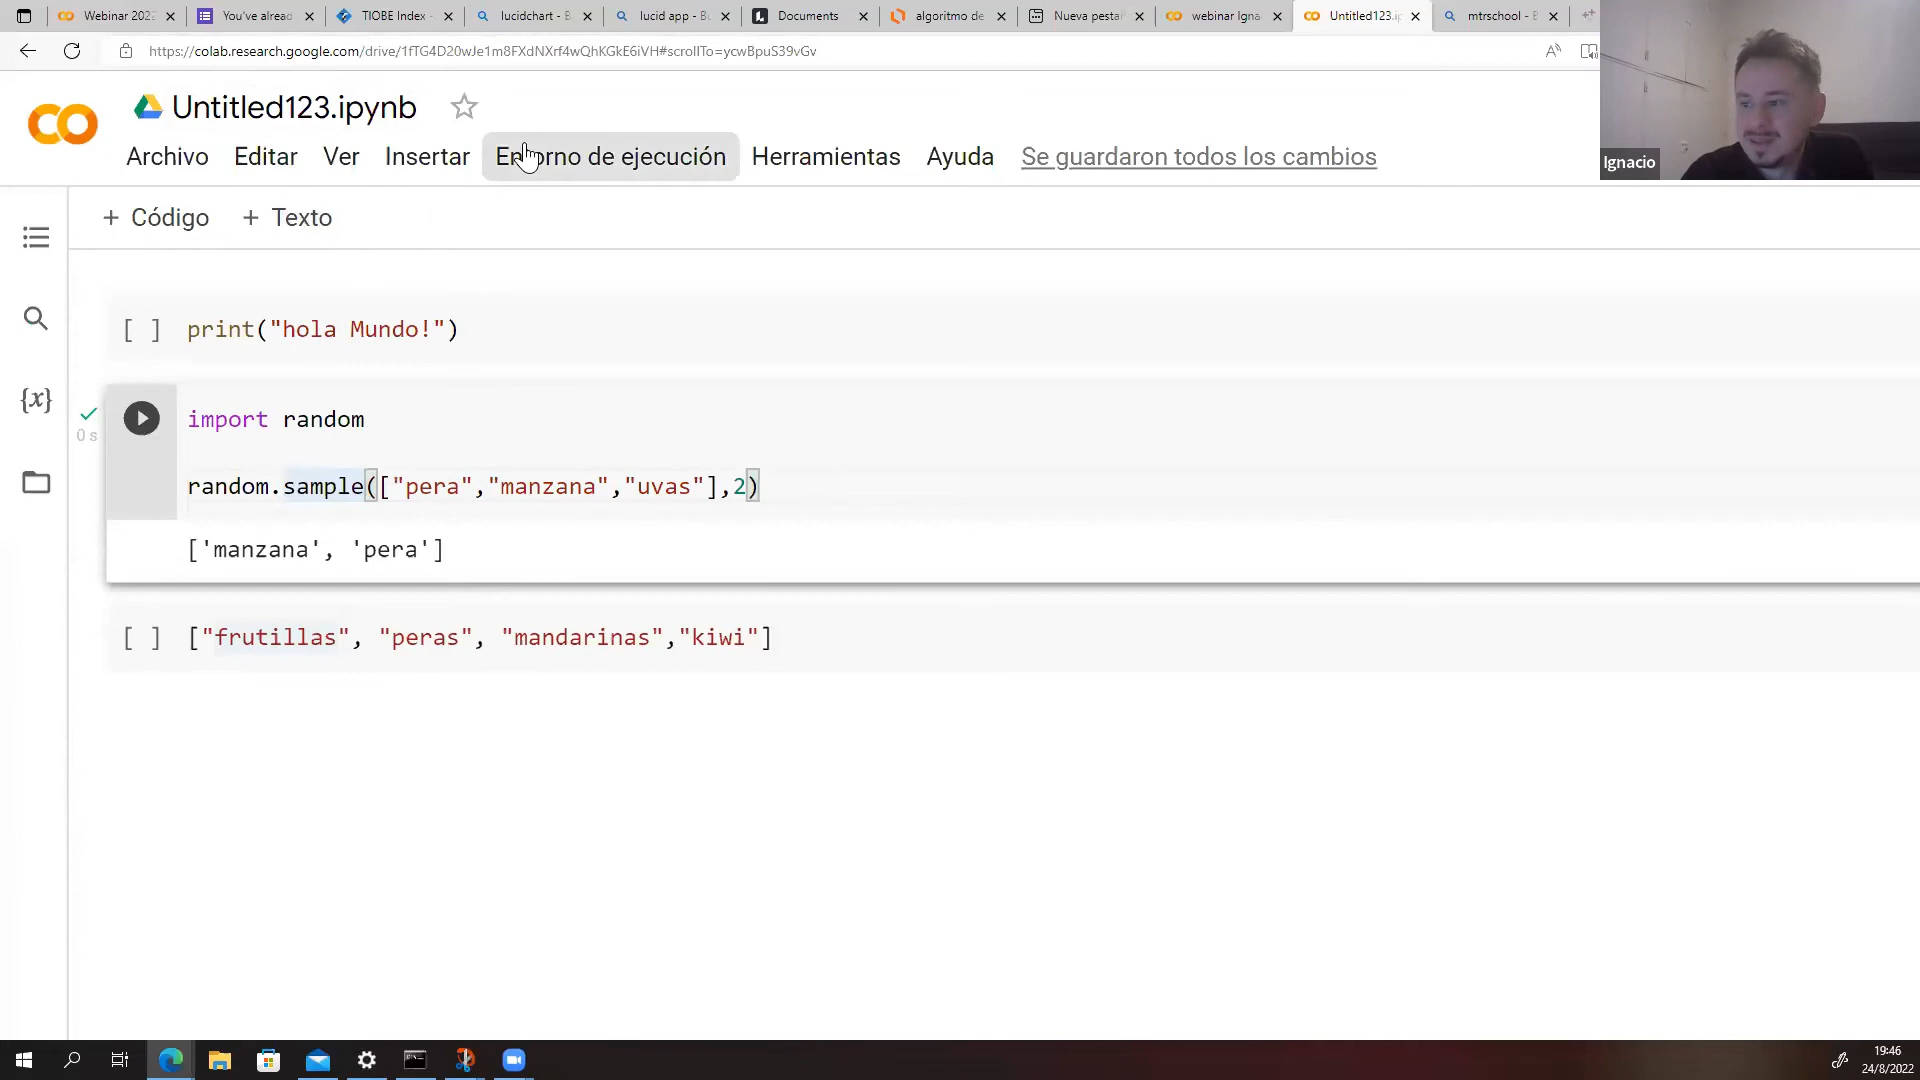 Webinar 202
You've alread
TIOBE Index -
lucidchart - B
lucid app - Bu
Documents
algoritmo de
Nueva pestañ
webinar Igna
Untitled123.i
mtrschool - B
https://colab.research.google.com/drive/1fTG4D20wJe1m8FXdNXrf4wQhKGkE6iVH#scrollTo=ycwBpuS39vGv
Untitled123.ipynb
Archivo Editar Ver Insertar Entorno de ejecución Herramientas Ayuda Se guardaron todos los cambios
Ignacio
+ Código + Texto
[ ] print("hola Mundo!")
{x}
0 s
import random
random.sample(["pera","manzana","uvas"],2)
['manzana', 'pera']
[ ] ["frutillas", "peras", "mandarinas","kiwi"]
19:46
24/8/2022